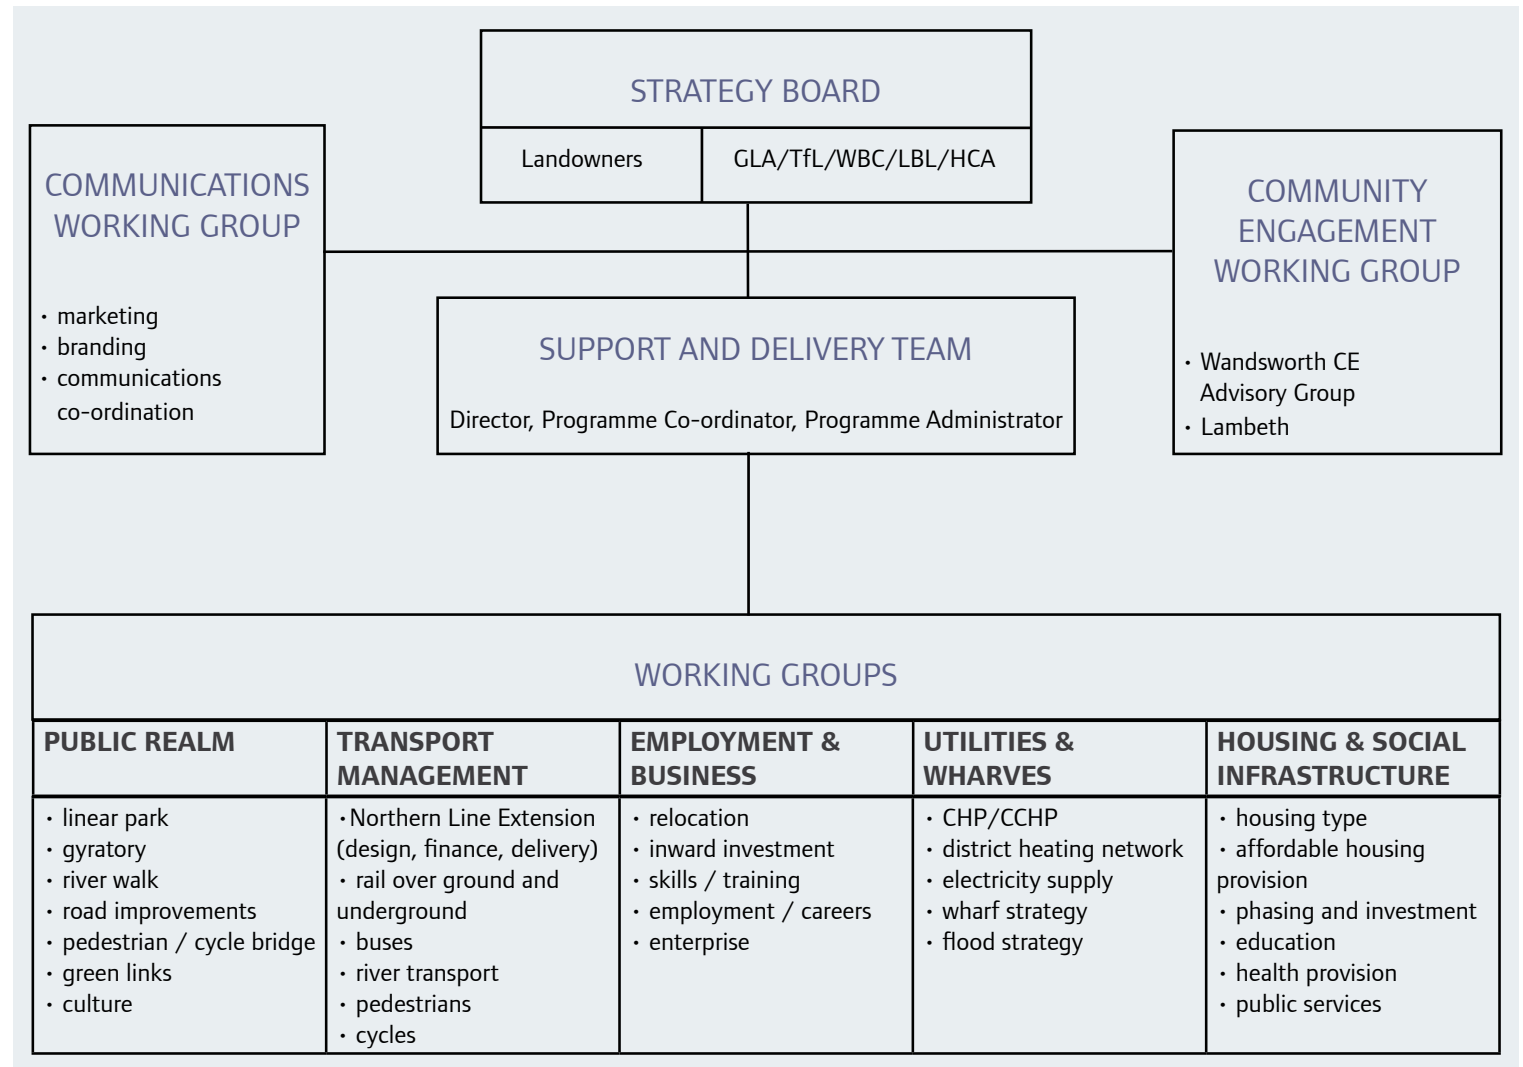 STRATEGY BOARD
Landowners
GLA/TfL/WBC/LBL/HCA
COMMUNICATIONS
WORKING GROUP
• marketing
• branding
• communications
co-ordination
COMMUNITY
ENGAGEMENT
WORKING GROUP
• Wandsworth CE
Advisory Group
• Lambeth
SUPPORT AND DELIVERY TEAM
Director, Programme Co-ordinator, Programme Administrator
WORKING GROUPS
PUBLIC REALM
• linear park
• gyratory
• river walk
• road improvements
• pedestrian / cycle bridge
• green links
• culture
TRANSPORT
MANAGEMENT
• Northern Line Extension
(design, finance, delivery)
• rail over ground and
underground
• buses
• river transport
• pedestrians
• cycles
EMPLOYMENT &
BUSINESS
• relocation
• inward investment
• skills / training
• employment / careers
• enterprise
UTILITIES &
WHARVES
• CHP/CCHP
• district heating network
• electricity supply
• wharf strategy
• flood strategy
HOUSING & SOCIAL
INFRASTRUCTURE
• housing type
• affordable housing
provision
• phasing and investment
• education
• health provision
• public services